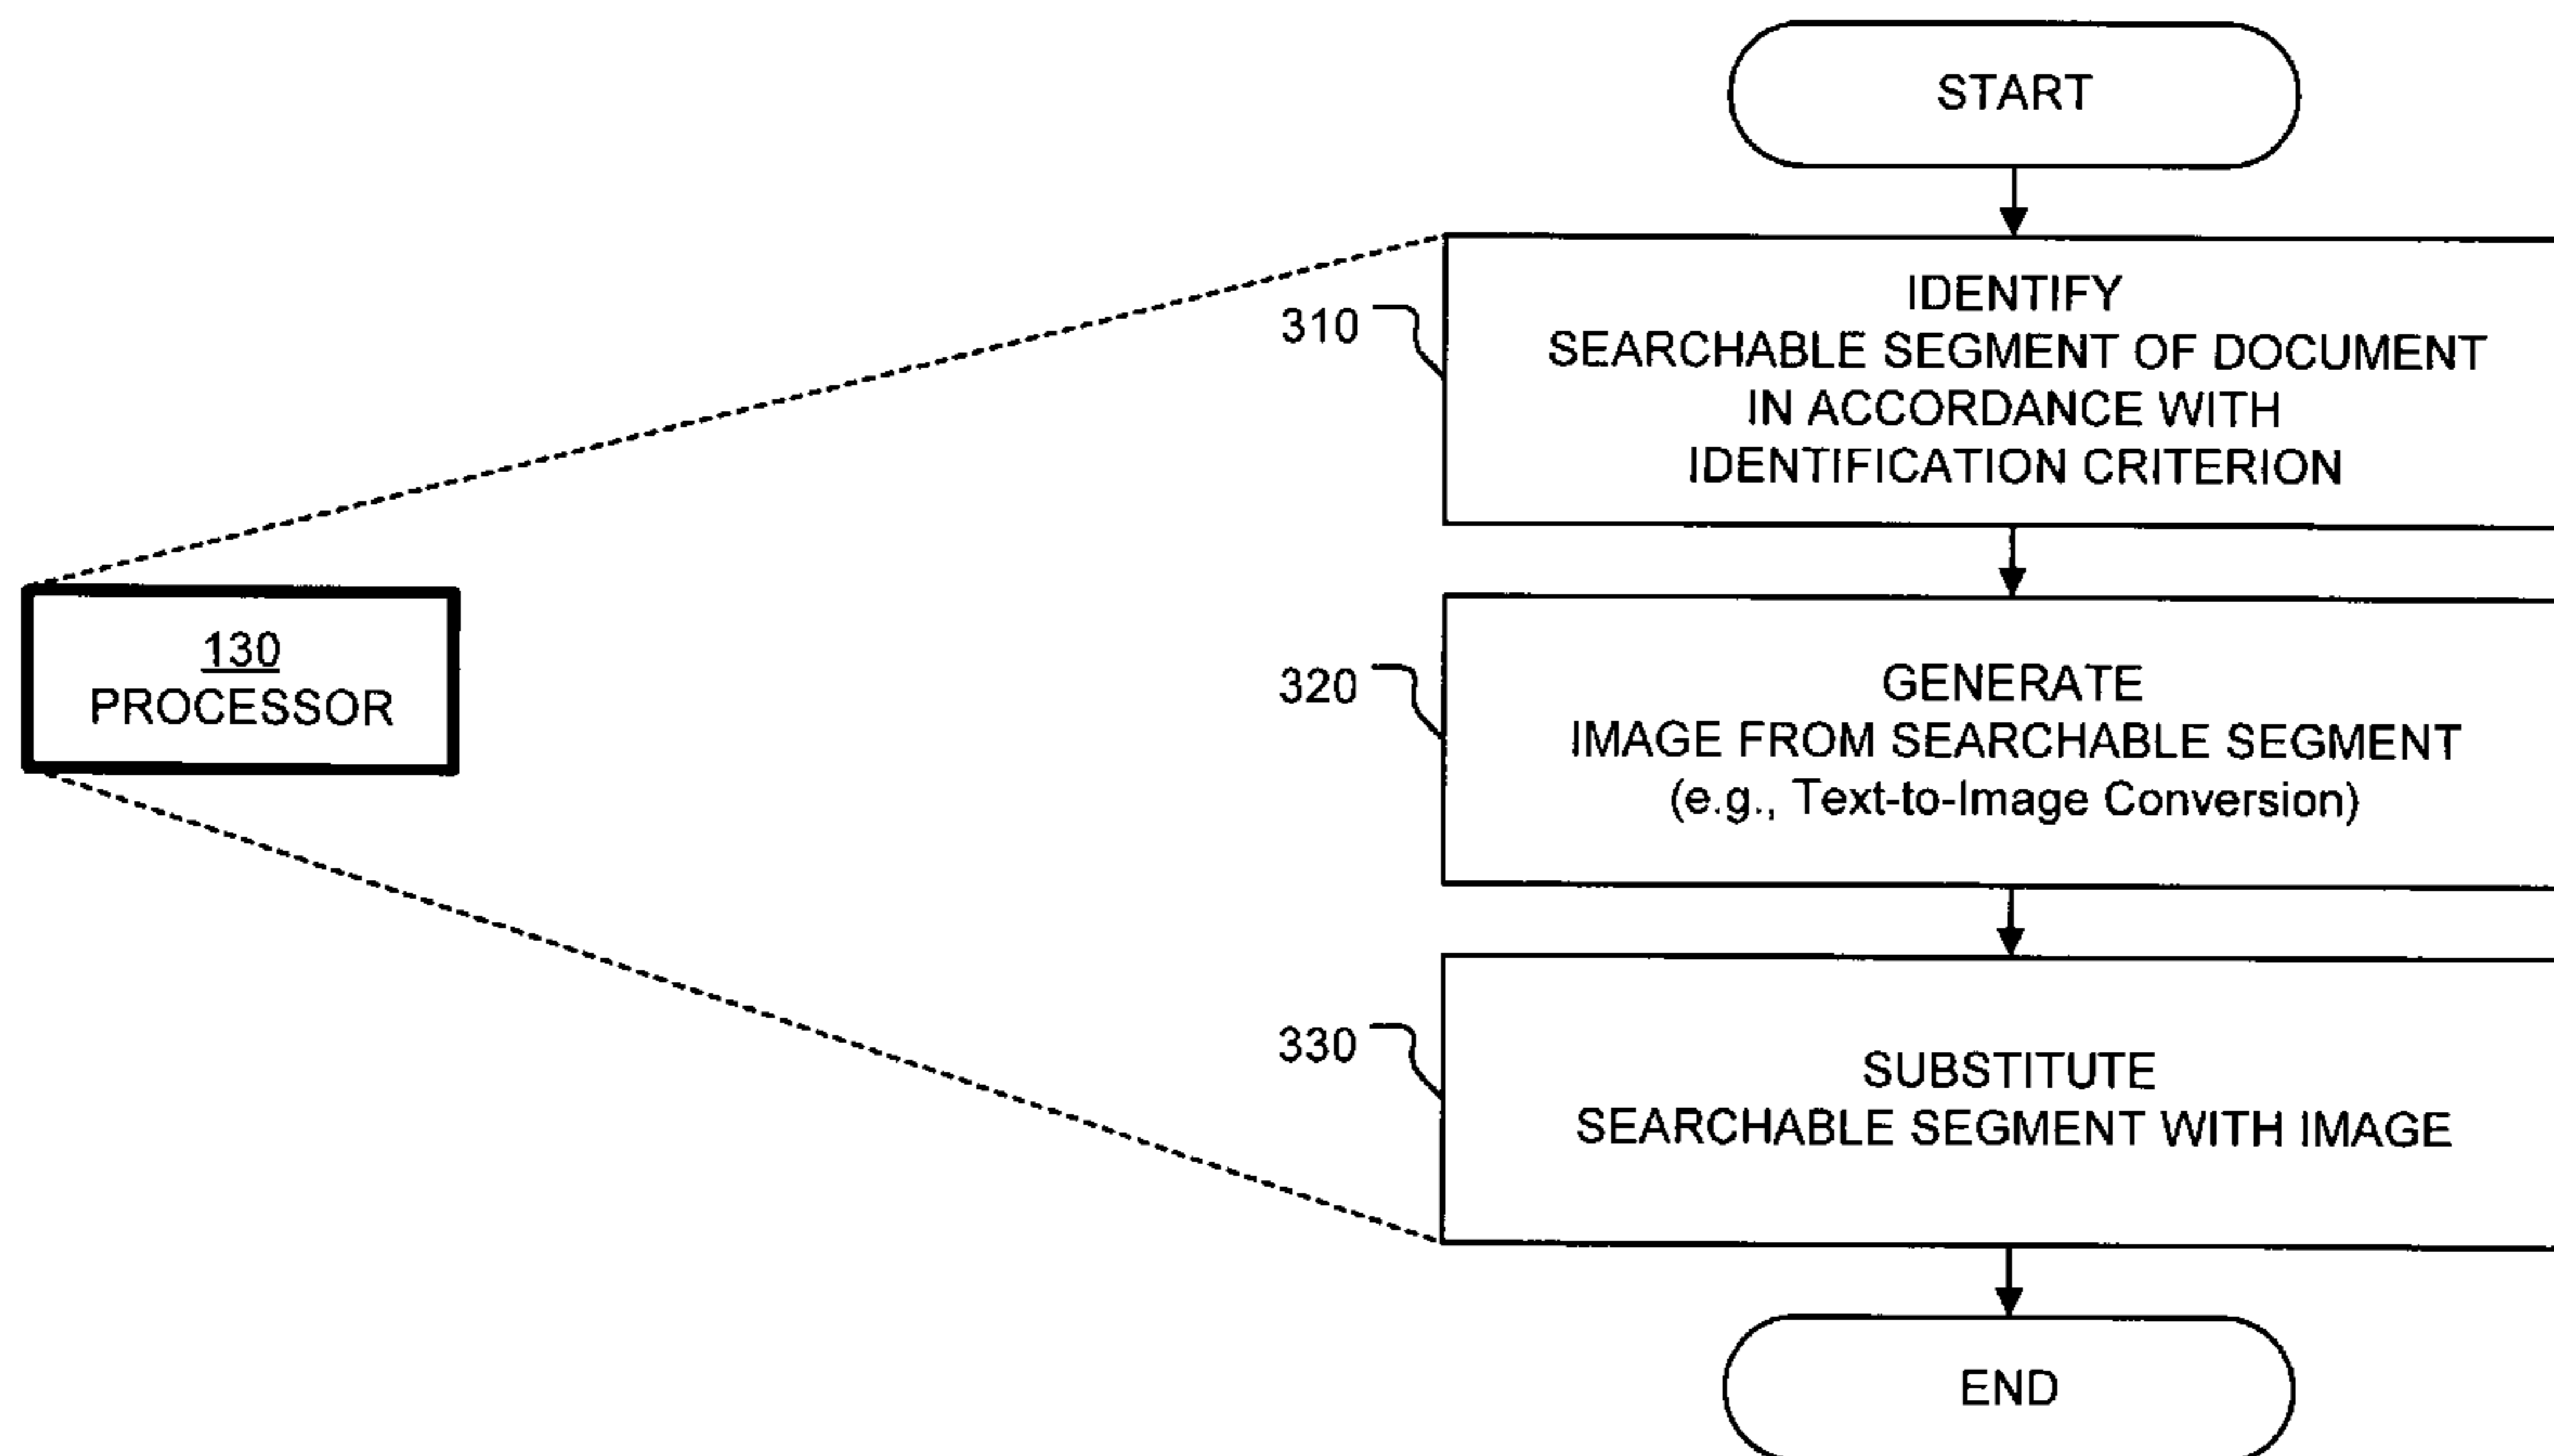 START
310
IDENTIFY
SEARCHABLE SEGMENT OF DOCUMENT
IN ACCORDANCE WITH
IDENTIFICATION CRITERION
130
PROCESSOR
320
GENERATE
IMAGE FROM SEARCHABLE SEGMENT
(e.g., Text-to-Image Conversion)
330
SUBSTITUTE
SEARCHABLE SEGMENT WITH IMAGE
END